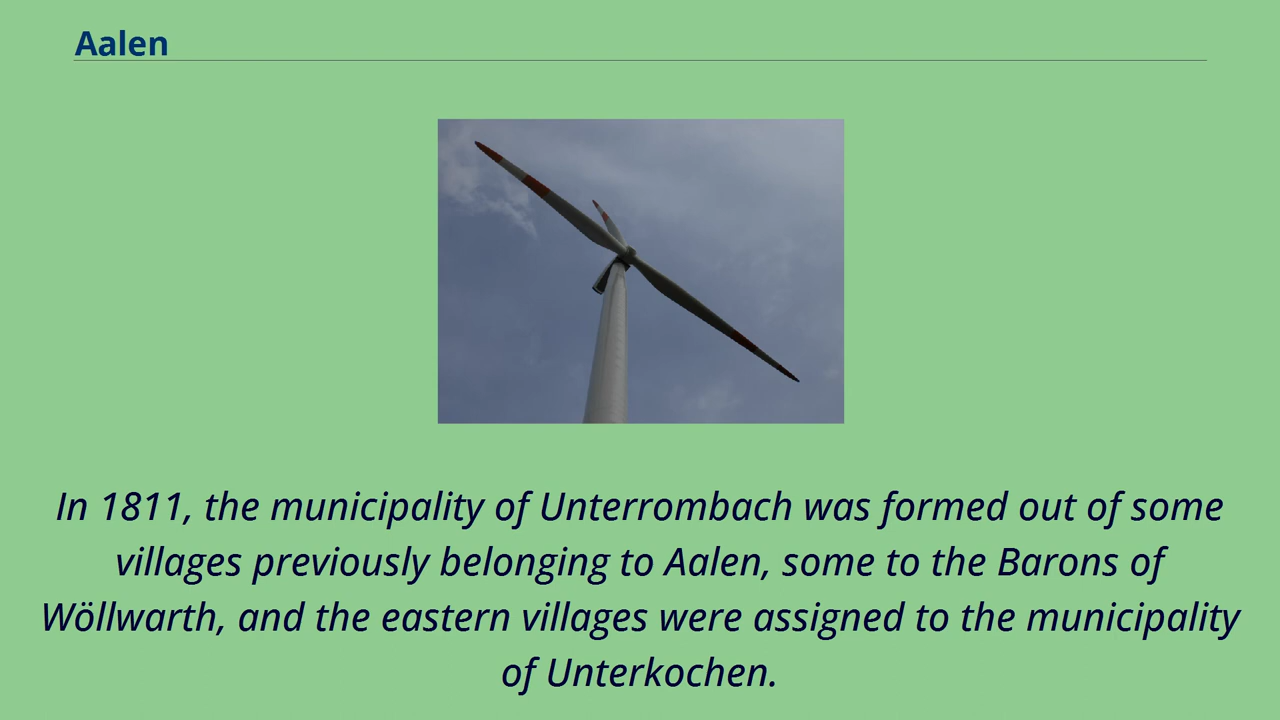 Aalen
In 1811, the municipality of Unterrombach was formed out of some
villages previously belonging to Aalen, some to the Barons of
Wöllwarth, and the eastern villages were assigned to the municipality
of Unterkochen.